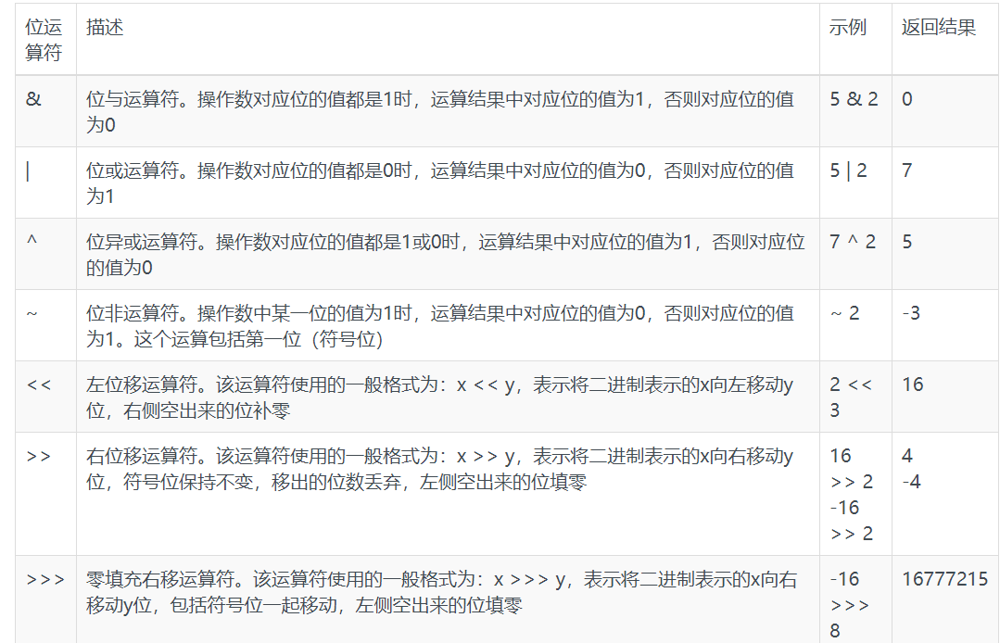 位运
算符
描述
示例
返回结果
&
位与运算符。操作数对应位的值都是1时，运算结果中对应位的值为1，否则对应位的值
为0
5 & 2
0
|
位或运算符。操作数对应位的值都是0时，运算结果中对应位的值为0，否则对应位的值
为1
5 | 2
7
^
位异或运算符。操作数对应位的值都是1或0时，运算结果中对应位的值为1，否则对应位
的值为0
7 ^ 2
5
~
位非运算符。操作数中某一位的值为1时，运算结果中对应位的值为0，否则对应位的值
为1。这个运算包括第一位（符号位）
~ 2
-3
<<
左位移运算符。该运算符使用的一般格式为：x << y，表示将二进制表示的x向左移动y
位，右侧空出来的位补零
2 <<
3
16
>>
右位移运算符。该运算符使用的一般格式为：x >> y，表示将二进制表示的x向右移动y
位，符号位保持不变，移出的位数丢弃，左侧空出来的位填零
16
>> 2
-16
>> 2
4
-4
>>>
零填充右移运算符。该运算符使用的一般格式为：x >>> y，表示将二进制表示的x向右
移动y位，包括符号位一起移动，左侧空出来的位填零
-16
>>>
8
16777215